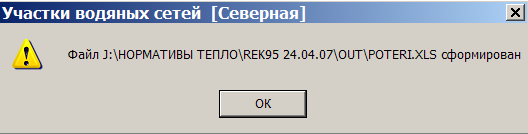 Участки водяных сетей [Северная]
Файл J:\НОРМАТИВЫ ТЕПЛО\REK95 24.04.07\OUT\POTERI.XLS сформирован
OK